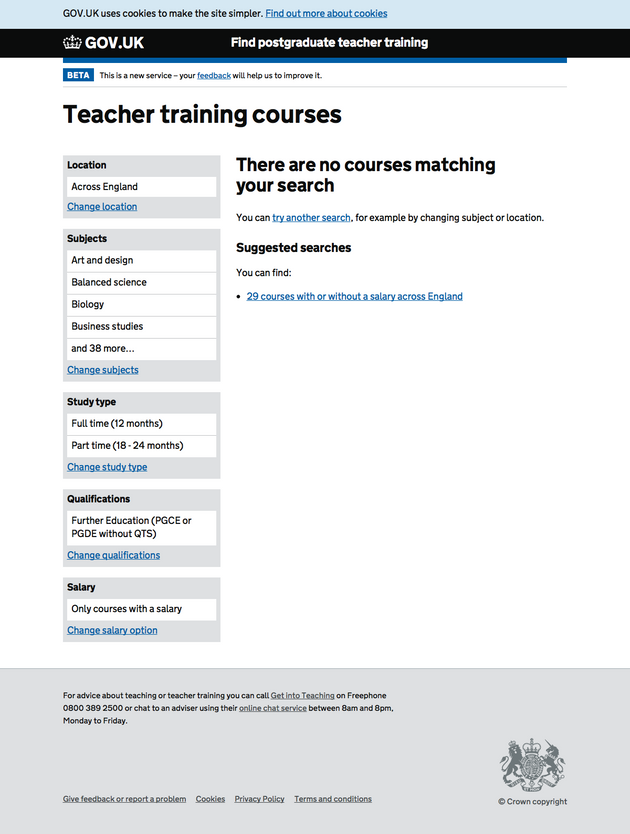 GOV.UK uses cookies to make the site simpler. Find out more about cookies
GOV.UK
Find postgraduate teacher training
BETA
This is a new service – your feedback will help us to improve it.
Teacher training courses
Location
Across England
Change location
Subjects
Art and design
Balanced science
Biology
Business studies
and 38 more...
Change subjects
Study type
Full time (12 months)
Part time (18 - 24 months)
Change study type
Qualifications
Further Education (PGCE or
PGDE without QTS)
Change qualifications
Salary
Only courses with a salary
Change salary option
There are no courses matching
your search
You can try another search, for example by changing subject or location.
Suggested searches
You can find:
• 29 courses with or without a salary across England
For advice about teaching or teacher training you can call Get into Teaching on Freephone
0800 389 2500 or chat to an adviser using their online chat service between 8am and 8pm,
Monday to Friday.
Give feedback or report a problem
Cookies
Privacy Policy
Terms and conditions
© Crown copyright